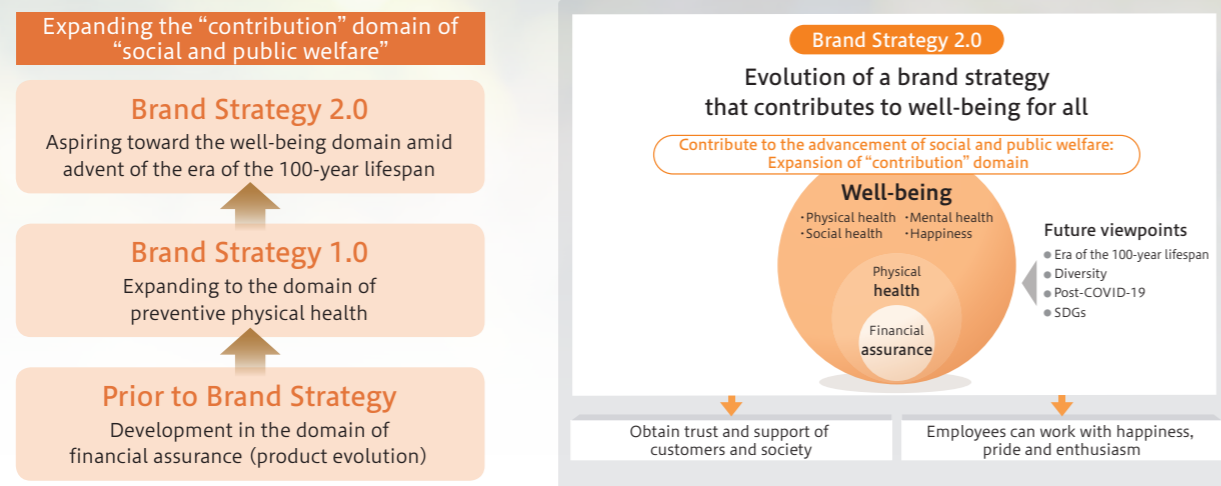 Expanding the “contribution” domain of
“social and public welfare”
Brand Strategy 2.0
Aspiring toward the well-being domain amid
advent of the era of the 100-year lifespan
Brand Strategy 1.0
Expanding to the domain of
preventive physical health
Prior to Brand Strategy
Development in the domain of
financial assurance (product evolution)
Brand Strategy 2.0
Evolution of a brand strategy
that contributes to well-being for all
Contribute to the advancement of social and public welfare:
Expansion of “contribution” domain
Well-being
・Physical health ・Mental health
・Social health ・Happiness
Physical
health
Financial
assurance
Future viewpoints
● Era of the 100-year lifespan
● Diversity
● Post-COVID-19
● SDGs
Obtain trust and support of
customers and society
Employees can work with happiness,
pride and enthusiasm